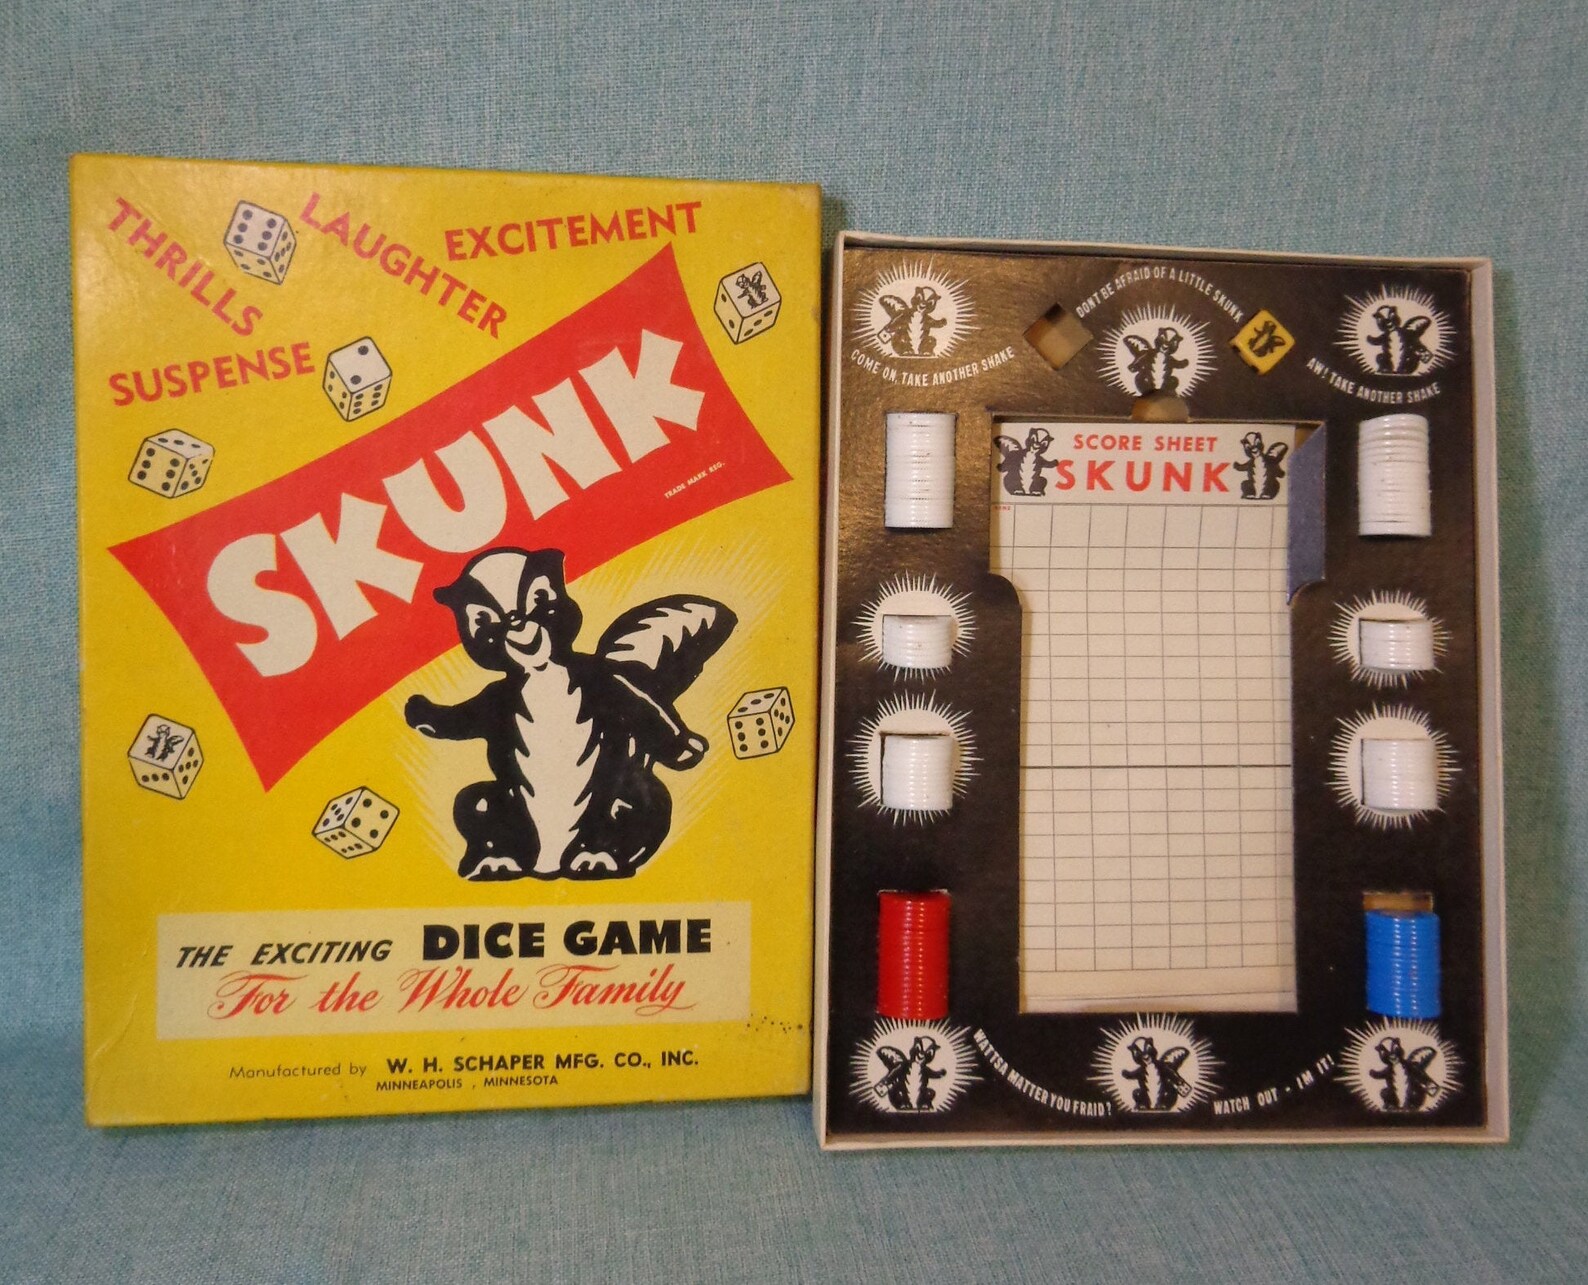 THRILLS
LAUGHTER
EXCITEMENT
SUSPENSE
SKUNK
TRADE MARK REG.
THE EXCITING DICE GAME
For the Whole Family
Manufactured by W. H. SCHAPER MFG. CO., INC.
MINNEAPOLIS , MINNESOTA
DON'T BE AFRAID OF A LITTLE SKUNK
COME ON, TAKE ANOTHER SHAKE
AW! TAKE ANOTHER SHAKE
SCORE SHEET
SKUNK
NAME
WATTSA MATTER YOU FRAID?
WATCH OUT - IM IT!